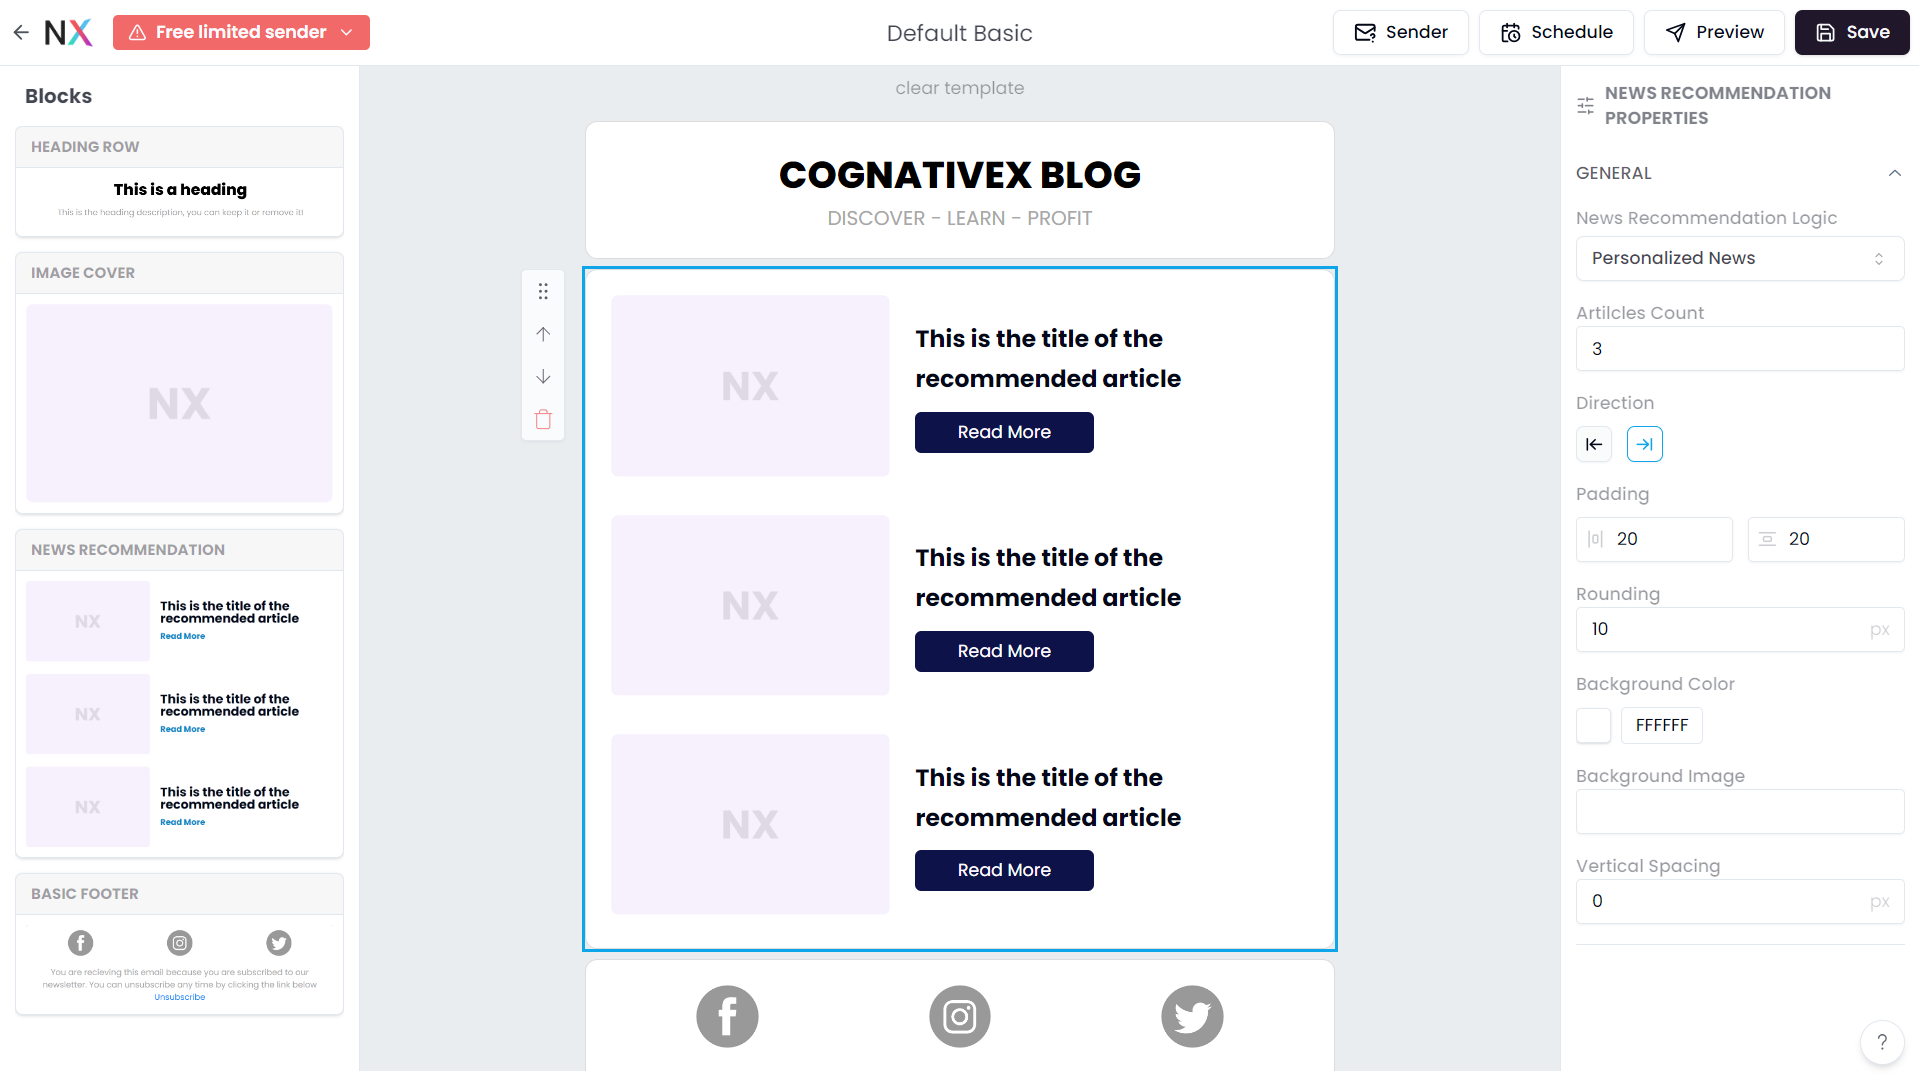 NX
Free limited sender
Default Basic
Sender
Schedule
Preview
Save
Blocks
HEADING ROW
This is a heading
This is the heading description, you can keep it or remove it!
IMAGE COVER
NX
NEWS RECOMMENDATION
NX
This is the title of the
recommended article
Read More
NX
This is the title of the
recommended article
Read More
NX
This is the title of the
recommended article
Read More
BASIC FOOTER
You are recieving this email because you are subscribed to our
newsletter. You can unsubscribe any time by clicking the link below
Unsubscribe
clear template
COGNATIVEX BLOG
DISCOVER - LEARN - PROFIT
NX
This is the title of the
recommended article
Read More
NX
This is the title of the
recommended article
Read More
NX
This is the title of the
recommended article
Read More
NEWS RECOMMENDATION
PROPERTIES
GENERAL
News Recommendation Logic
Personalized News
Artilcles Count
3
Direction
Padding
20
20
Rounding
10 px
Background Color
FFFFFF
Background Image
Vertical Spacing
0 px
?